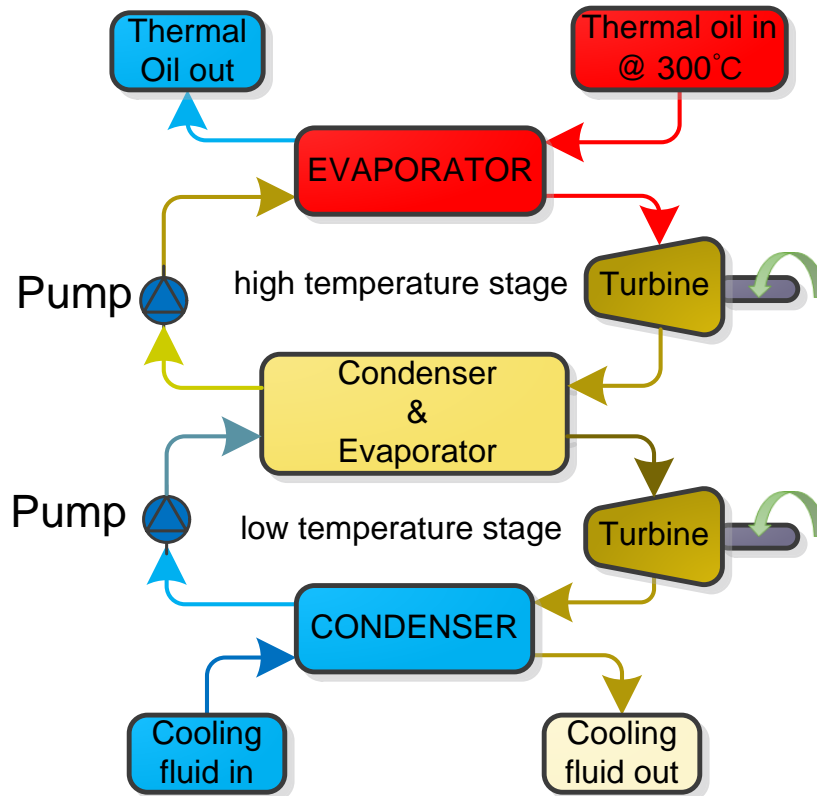 Thermal
Oil out
Thermal oil in
@ 300℃
EVAPORATOR
Pump
high temperature stage
Turbine
Condenser
&
Evaporator
Pump
low temperature stage
Turbine
CONDENSER
Cooling
fluid in
Cooling
fluid out